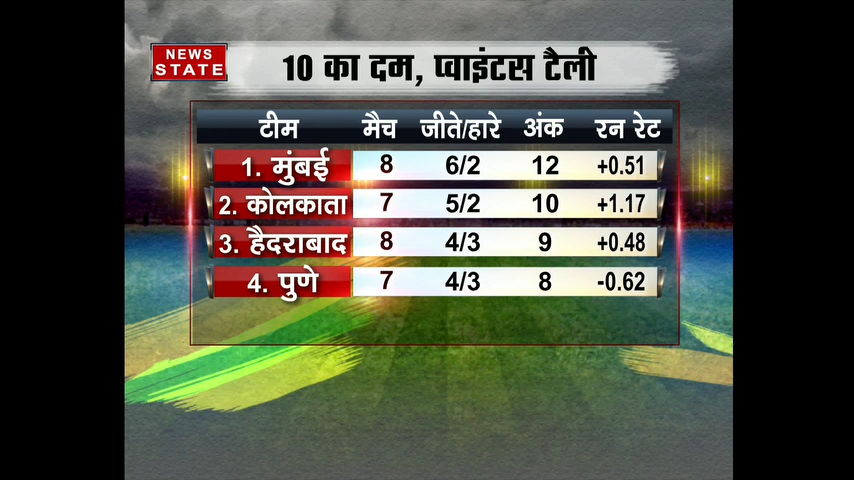 NEWS
STATE
10 का दम, प्वाइंटस टैली
टीम मैच जीते/हारे अंक रन रेट
1. मुंबई 8 6/2 12 +0.51
2. कोलकाता 7 5/2 10 +1.17
3. हैदराबाद 8 4/3 9 +0.48
4. पुणे 7 4/3 8 -0.62